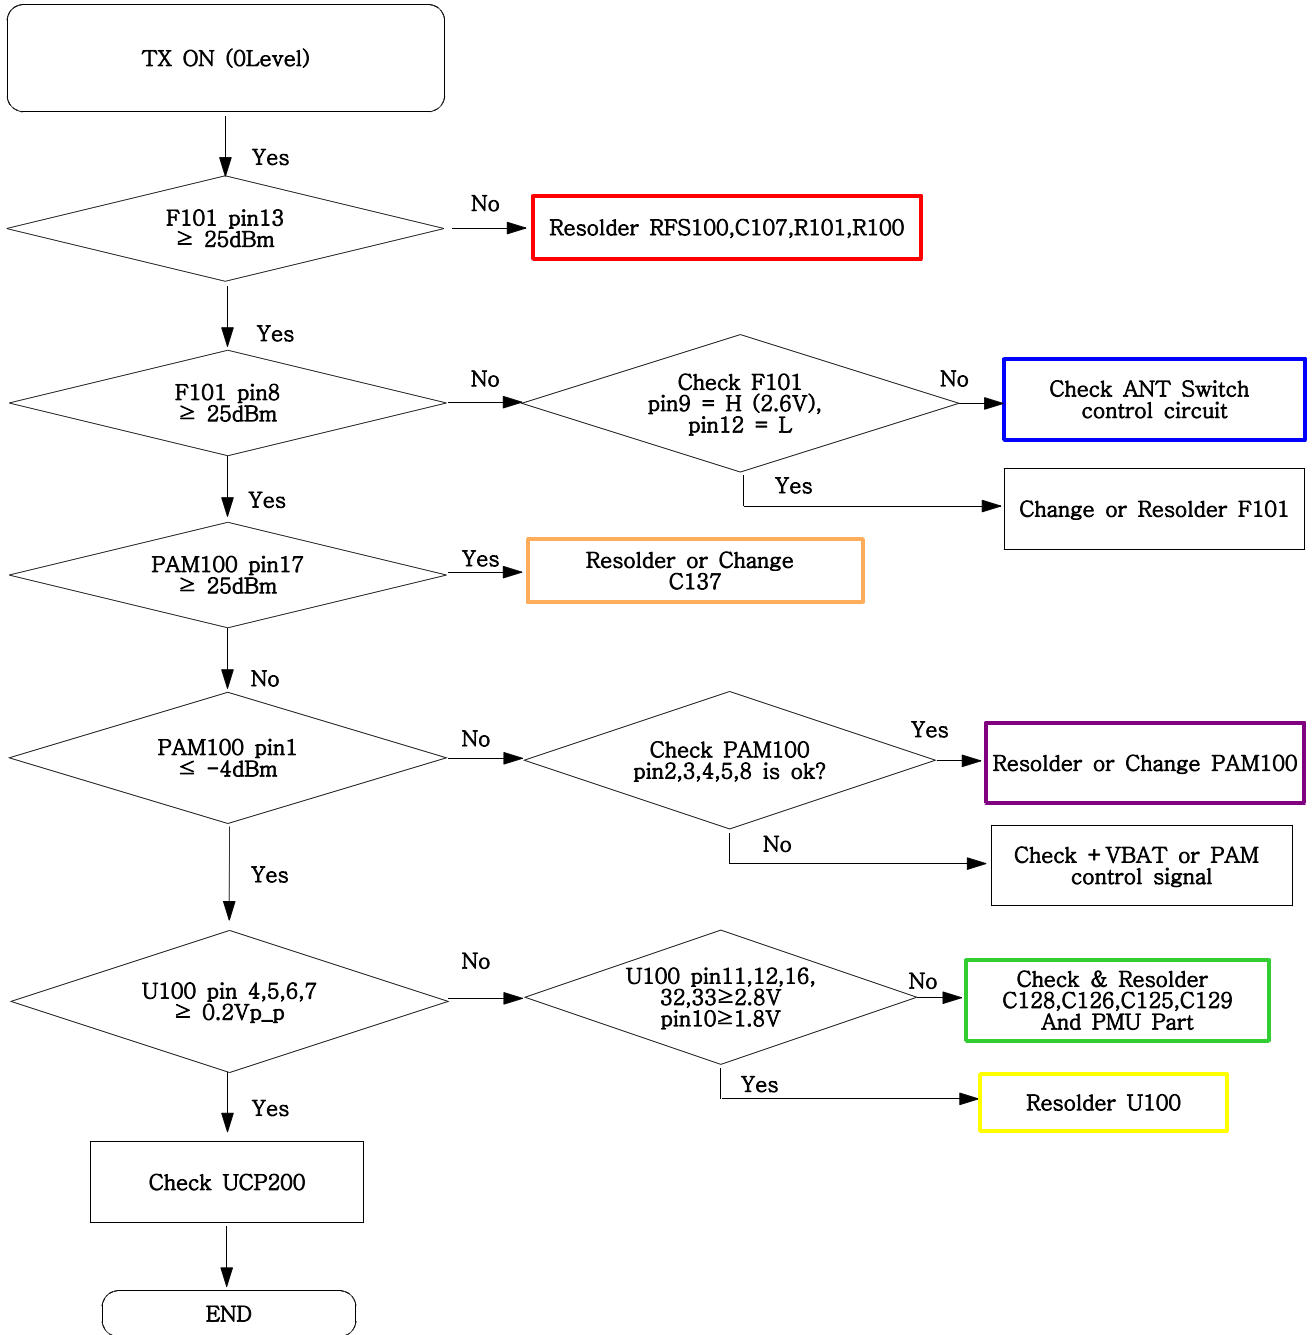 TX ON (0Level)
Yes
F101 pin13
≥ 25dBm
No
Resolder RFS100,C107,R101,R100
Yes
F101 pin8
≥ 25dBm
No
Check F101
pin9 = H (2.6V),
pin12 = L
No
Check ANT Switch
control circuit
Yes
Change or Resolder F101
Yes
PAM100 pin17
≥ 25dBm
Yes
Resolder or Change
C137
No
PAM100 pin1
≤ -4dBm
No
Check PAM100
pin2,3,4,5,8 is ok?
Yes
Resolder or Change PAM100
No
Check +VBAT or PAM
control signal
Yes
U100 pin 4,5,6,7
≥ 0.2Vp_p
No
U100 pin11,12,16,
32,33≥2.8V
pin10≥1.8V
No
Check & Resolder
C128,C126,C125,C129
And PMU Part
Yes
Resolder U100
Yes
Check UCP200
END